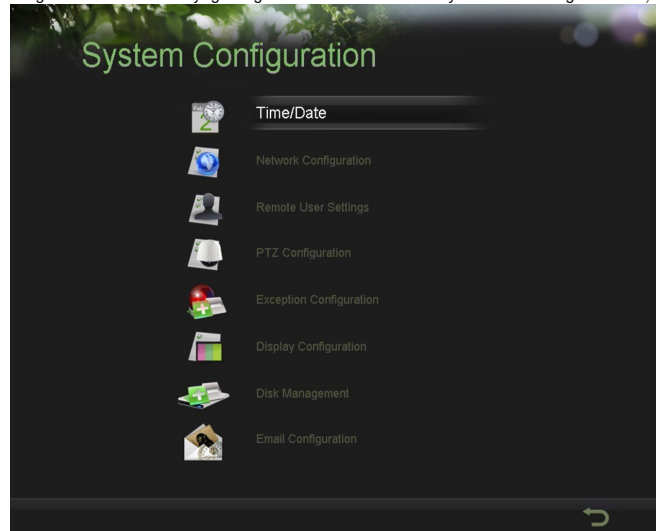 System Configuration
Time/Date
Network Configuration
Remote User Settings
PTZ Configuration
Exception Configuration
Display Configuration
Disk Management
Email Configuration